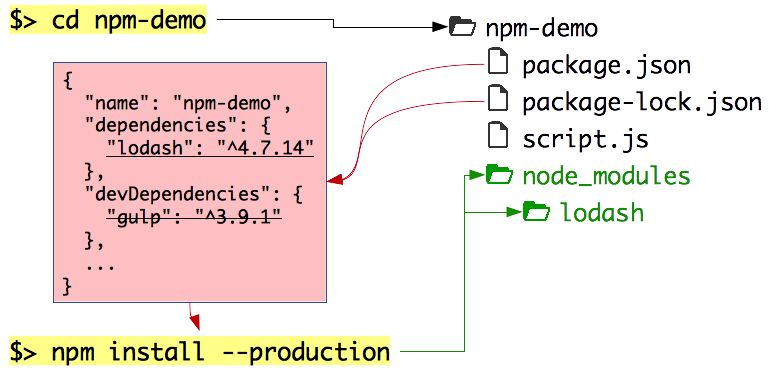 $> cd npm-demo
npm-demo
package.json
package-lock.json
script.js
node_modules
lodash
{
"name": "npm-demo",
"dependencies": {
"lodash": "^4.7.14"
},
"devDependencies": {
"gulp": "^3.9.1"
},
...
}
$> npm install --production